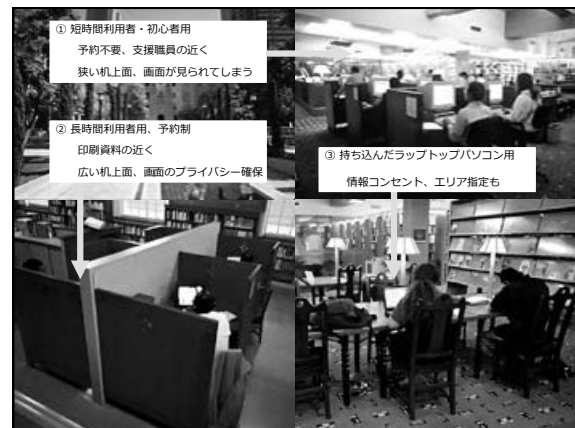 ① 短時間利用者・初心者用
予約不要、支援職員の近く
狭い机上面、画面が見られてしまう
② 長時間利用者用、予約制
印刷資料の近く
広い机上面、画面のプライバシー確保
③ 持ち込んだラップトップパソコン用
情報コンセント、エリア指定も